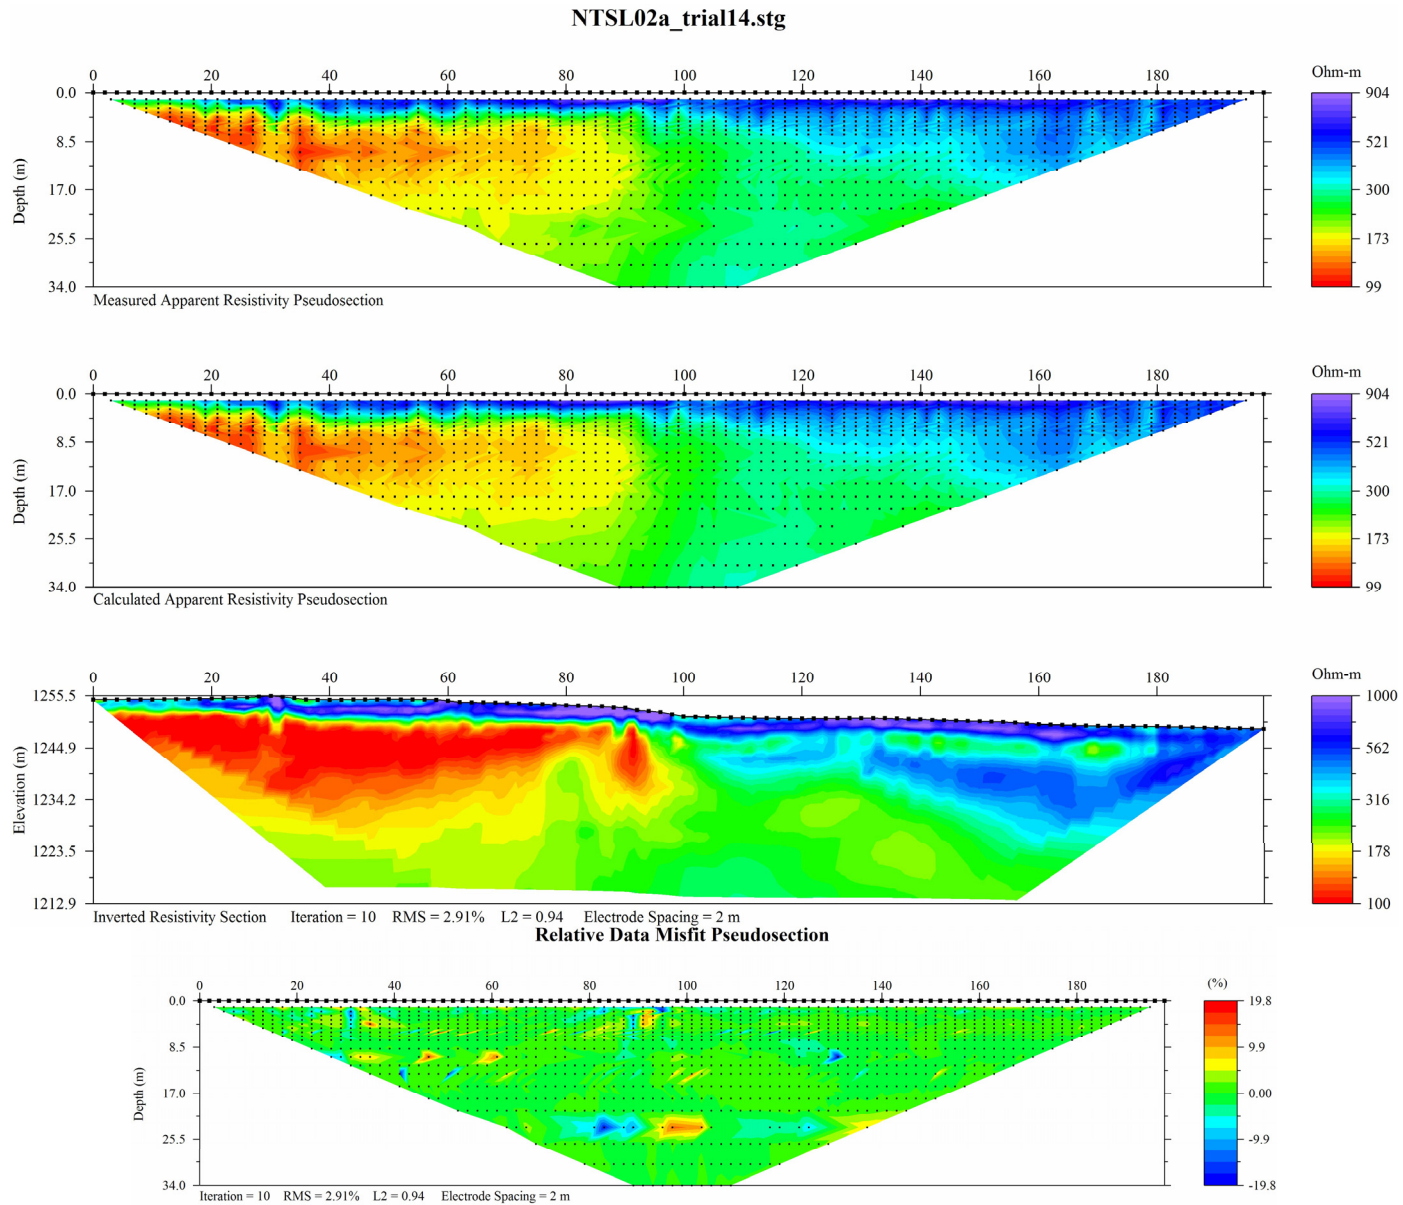 NTSL02a_trial14.stg
0 20 40 60 80 100 120 140 160 180
Ohm-m
0.0
8.5
17.0
25.5
34.0
Depth (m)
904
521
300
173
99
Measured Apparent Resistivity Pseudosection
0 20 40 60 80 100 120 140 160 180
Ohm-m
0.0
8.5
17.0
25.5
34.0
Depth (m)
904
521
300
173
99
Calculated Apparent Resistivity Pseudosection
0 20 40 60 80 100 120 140 160 180
Ohm-m
1255.5
1244.9
1234.2
1223.5
1212.9
Elevation (m)
1000
562
316
178
100
Inverted Resistivity Section Iteration = 10 RMS = 2.91% L2 = 0.94 Electrode Spacing = 2 m
Relative Data Misfit Pseudosection
0 20 40 60 80 100 120 140 160 180
(%)
0.0
8.5
17.0
25.5
34.0
Depth (m)
19.8
9.9
0.00
-9.9
-19.8
Iteration = 10 RMS = 2.91% L2 = 0.94 Electrode Spacing = 2 m